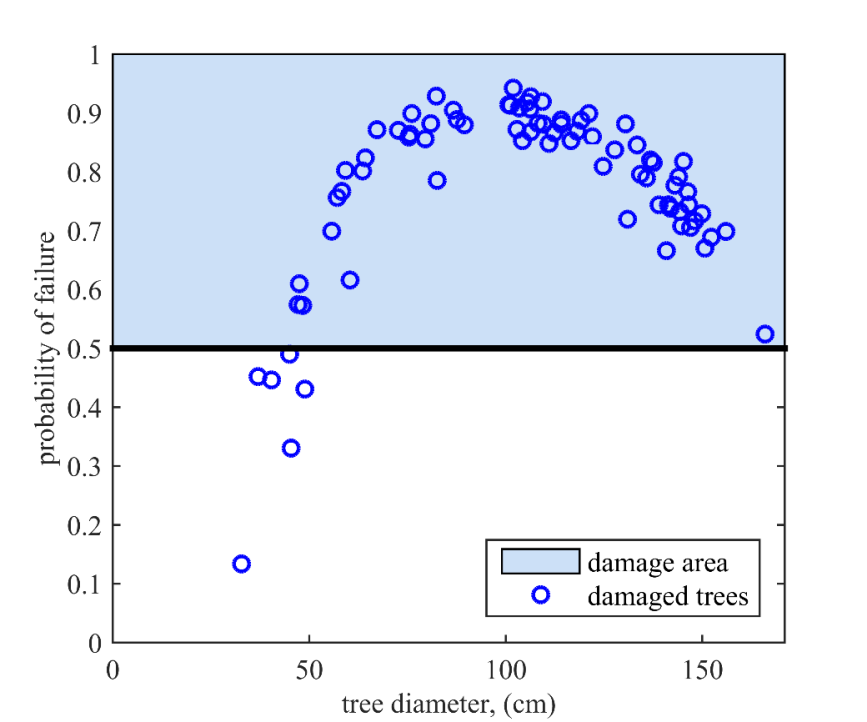 1
0.9
0.8
0.7
0.6
0.5
0.4
0.3
0.2
0.1
0
probability of failure
damage area
damaged trees
0 50 100 150
tree diameter, (cm)